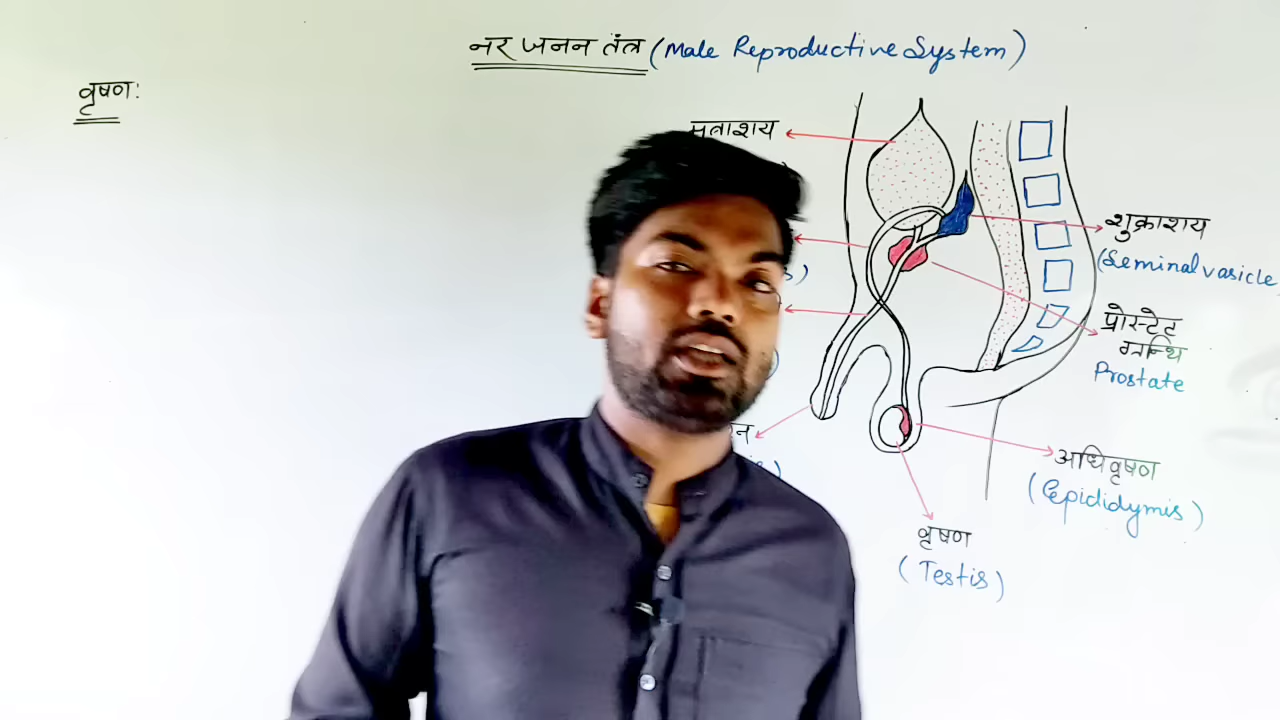 नर जनन तंत्र (Male Reproductive System)
वृषण:
मूत्राशय
शुक्राशय
(Seminal vasicle
प्रोस्टेट
ग्रन्थि
Prostate
अधिवृषण
(Epididymis)
वृषण
(Testis)